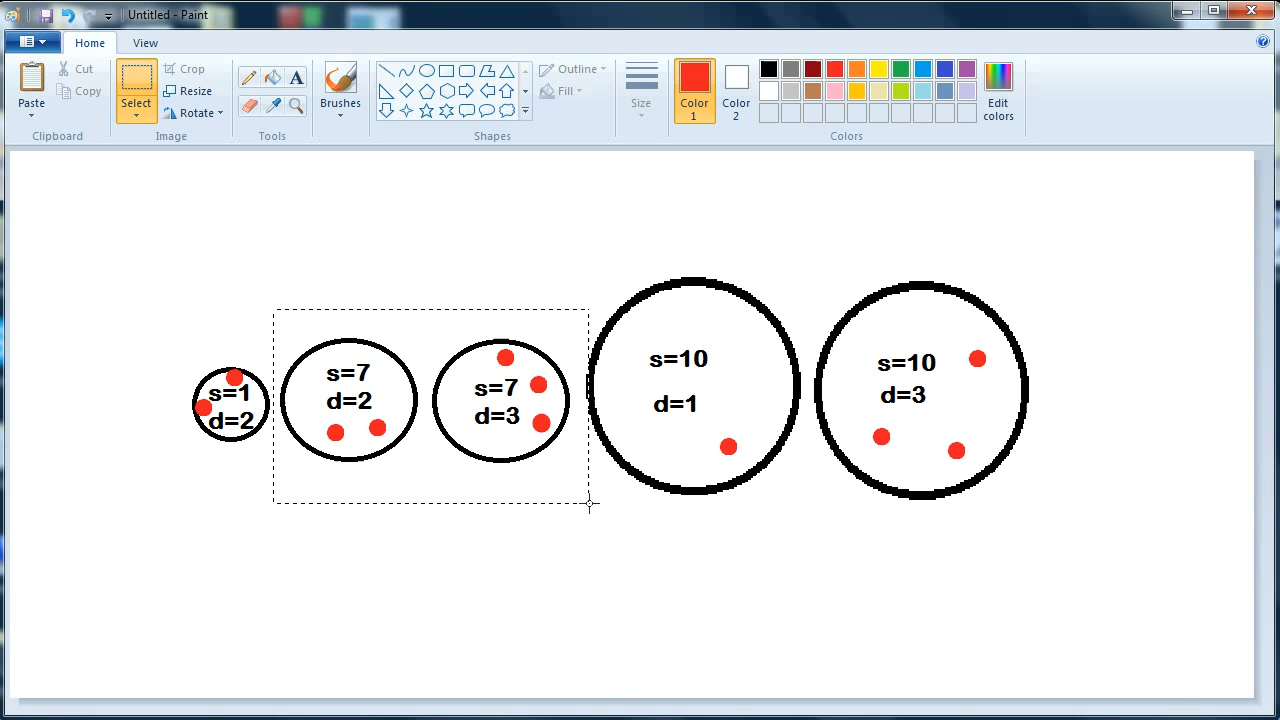 Untitled - Paint
Home View
Paste
Cut
Copy
Clipboard
Select
Crop
Resize
Rotate
Image
A
Tools
Brushes
Outline
Fill
Shapes
Size
Color 1
Color 2
Edit colors
Colors
s=1
d=2
s=7
d=2
s=7
d=3
s=10
d=1
s=10
d=3